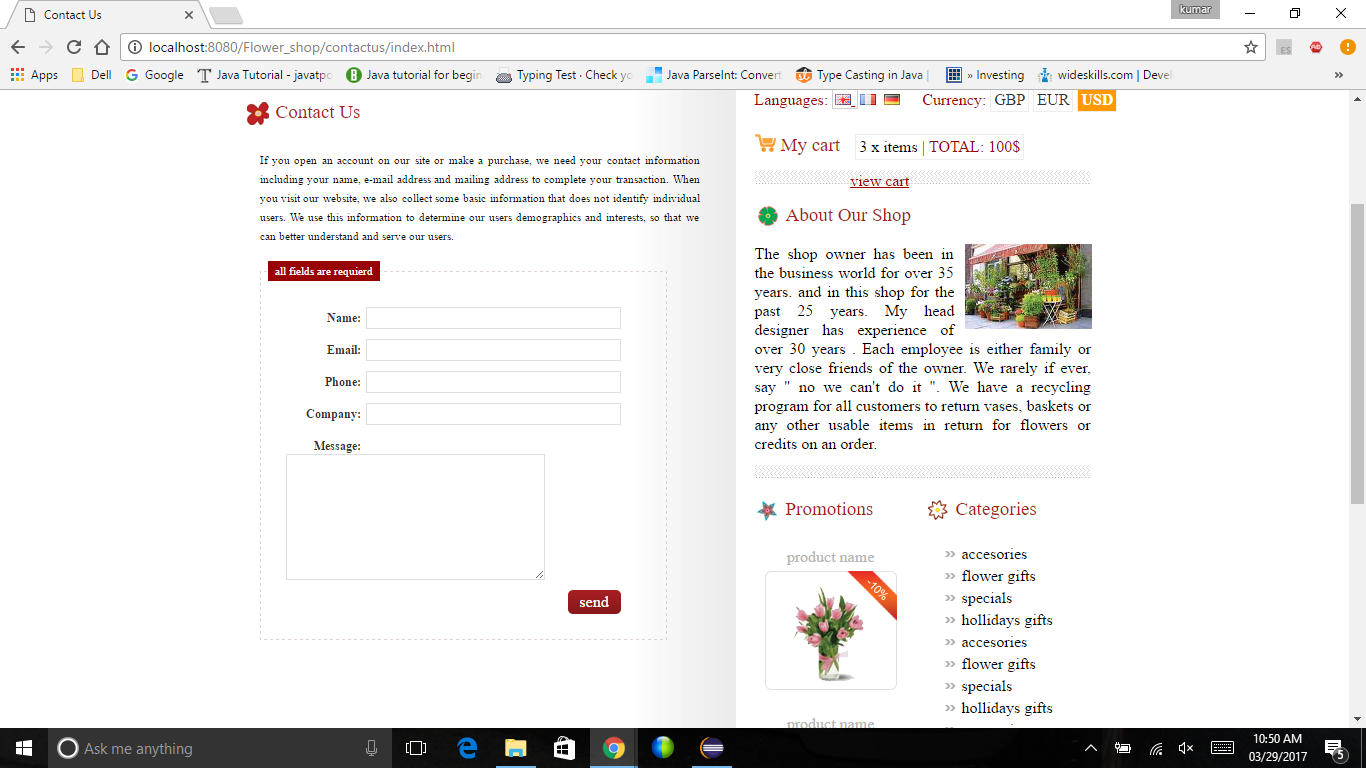 Contact Us
kumar
localhost:8080/Flower_shop/contactus/index.html
Apps Dell Google Java Tutorial - javatpo Java tutorial for begin Typing Test · Check yo Java ParseInt: Convert Type Casting in Java | » Investing wideskills.com | Devel »
Contact Us
If you open an account on our site or make a purchase, we need your contact information
including your name, e-mail address and mailing address to complete your transaction. When
you visit our website, we also collect some basic information that does not identify individual
users. We use this information to determine our users demographics and interests, so that we
can better understand and serve our users.
all fields are requierd
Name:
Email:
Phone:
Company:
Message:
send
Languages: Currency: GBP EUR USD
My cart 3 x items | TOTAL: 100$
view cart
About Our Shop
The shop owner has been in
the business world for over 35
years. and in this shop for the
past 25 years. My head
designer has experience of
over 30 years . Each employee is either family or
very close friends of the owner. We rarely if ever,
say " no we can't do it ". We have a recycling
program for all customers to return vases, baskets or
any other usable items in return for flowers or
credits on an order.
Promotions
product name
-10%
product name
Categories
accesories
flower gifts
specials
hollidays gifts
accesories
flower gifts
specials
hollidays gifts
Ask me anything
10:50 AM
03/29/2017
5